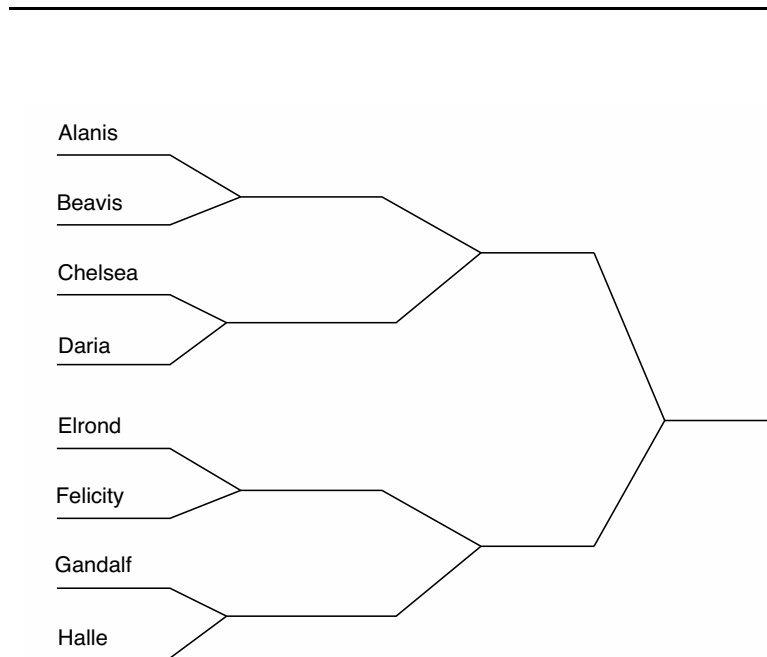 Alanis
Beavis
Chelsea
Daria
Elrond
Felicity
Gandalf
Halle